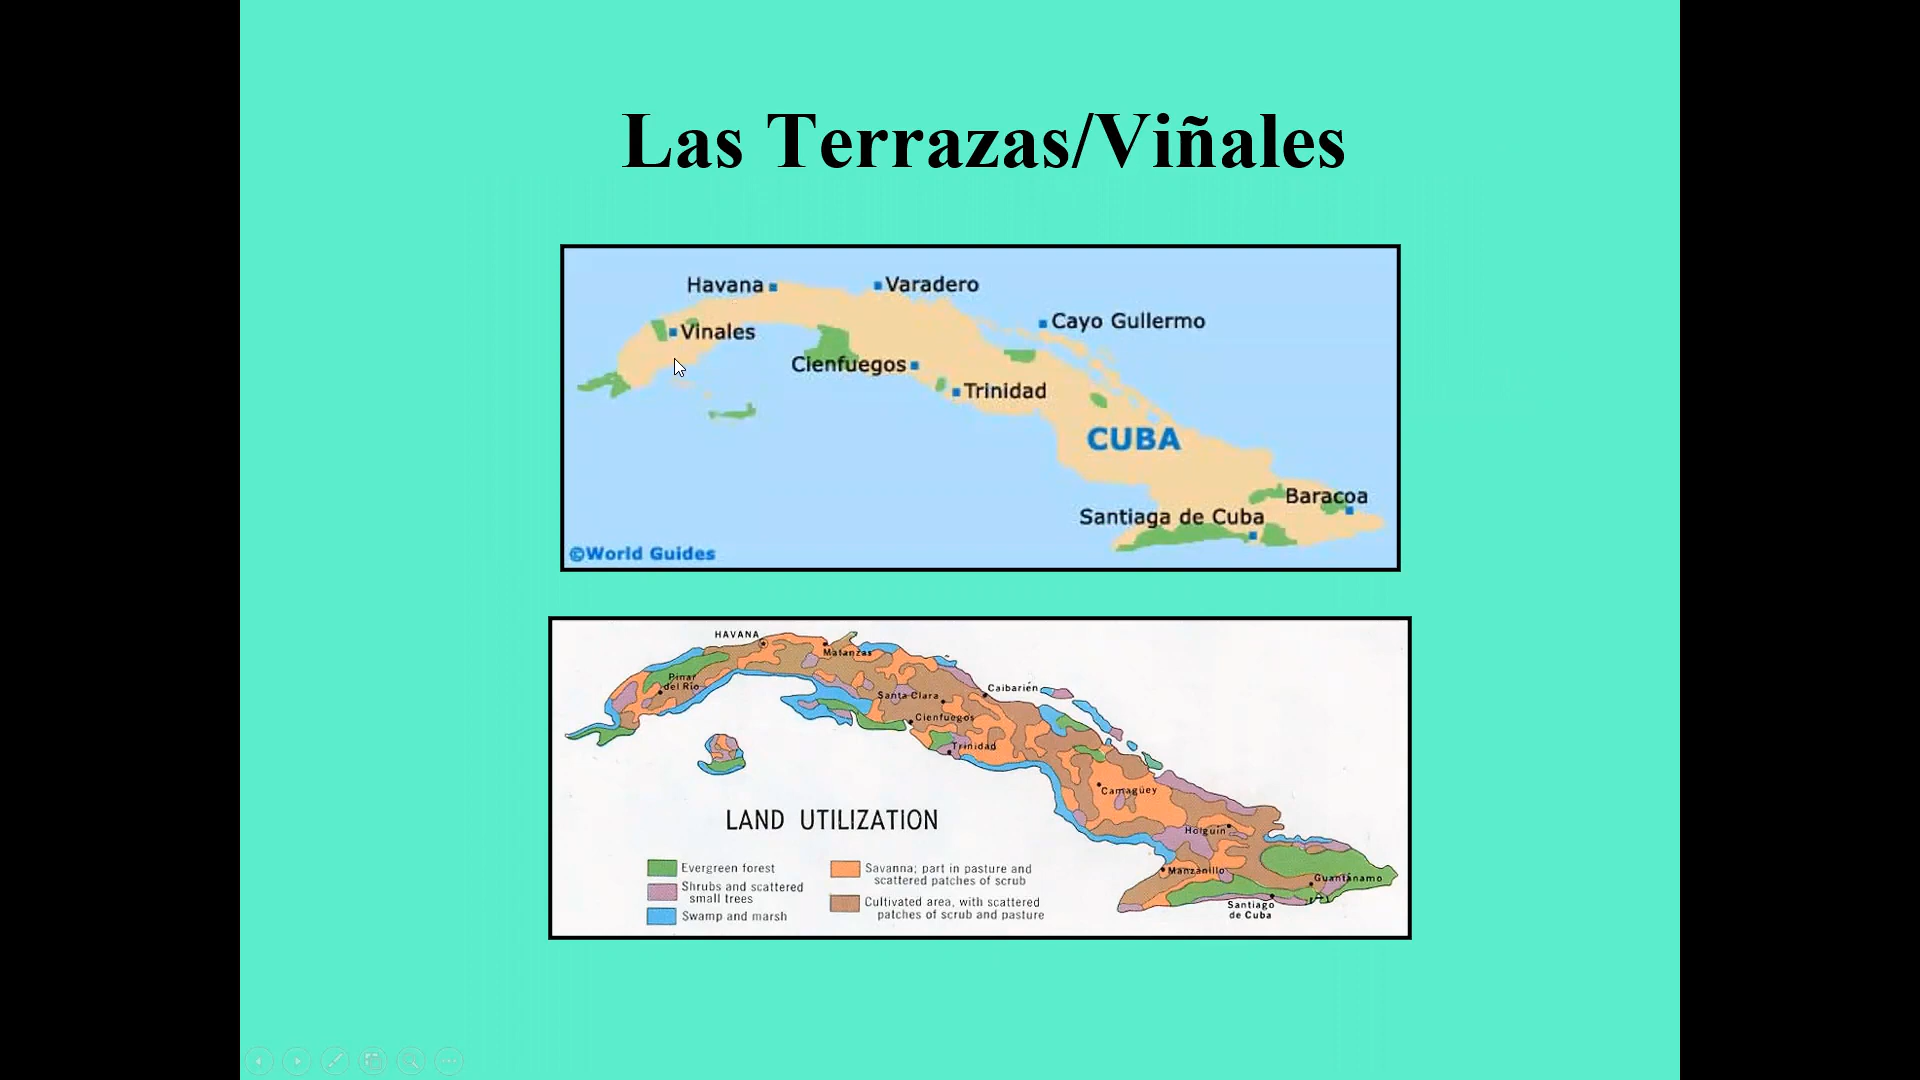 Las Terrazas/Viñales
Havana
Varadero
Cayo Gullermo
Vinales
Cienfuegos
Trinidad
CUBA
Baracoa
Santiaga de Cuba
©World Guides
HAVANA
Matanzas
Pinar
del Río
Santa Clara
Caibarién
Cienfuegos
Trinidad
Camagüey
Holguín
Manzanillo
Guantánamo
Santiago
de Cuba
LAND UTILIZATION
Evergreen forest
Shrubs and scattered
small trees
Swamp and marsh
Savanna; part in pasture and
scattered patches of scrub
Cultivated area, with scattered
patches of scrub and pasture